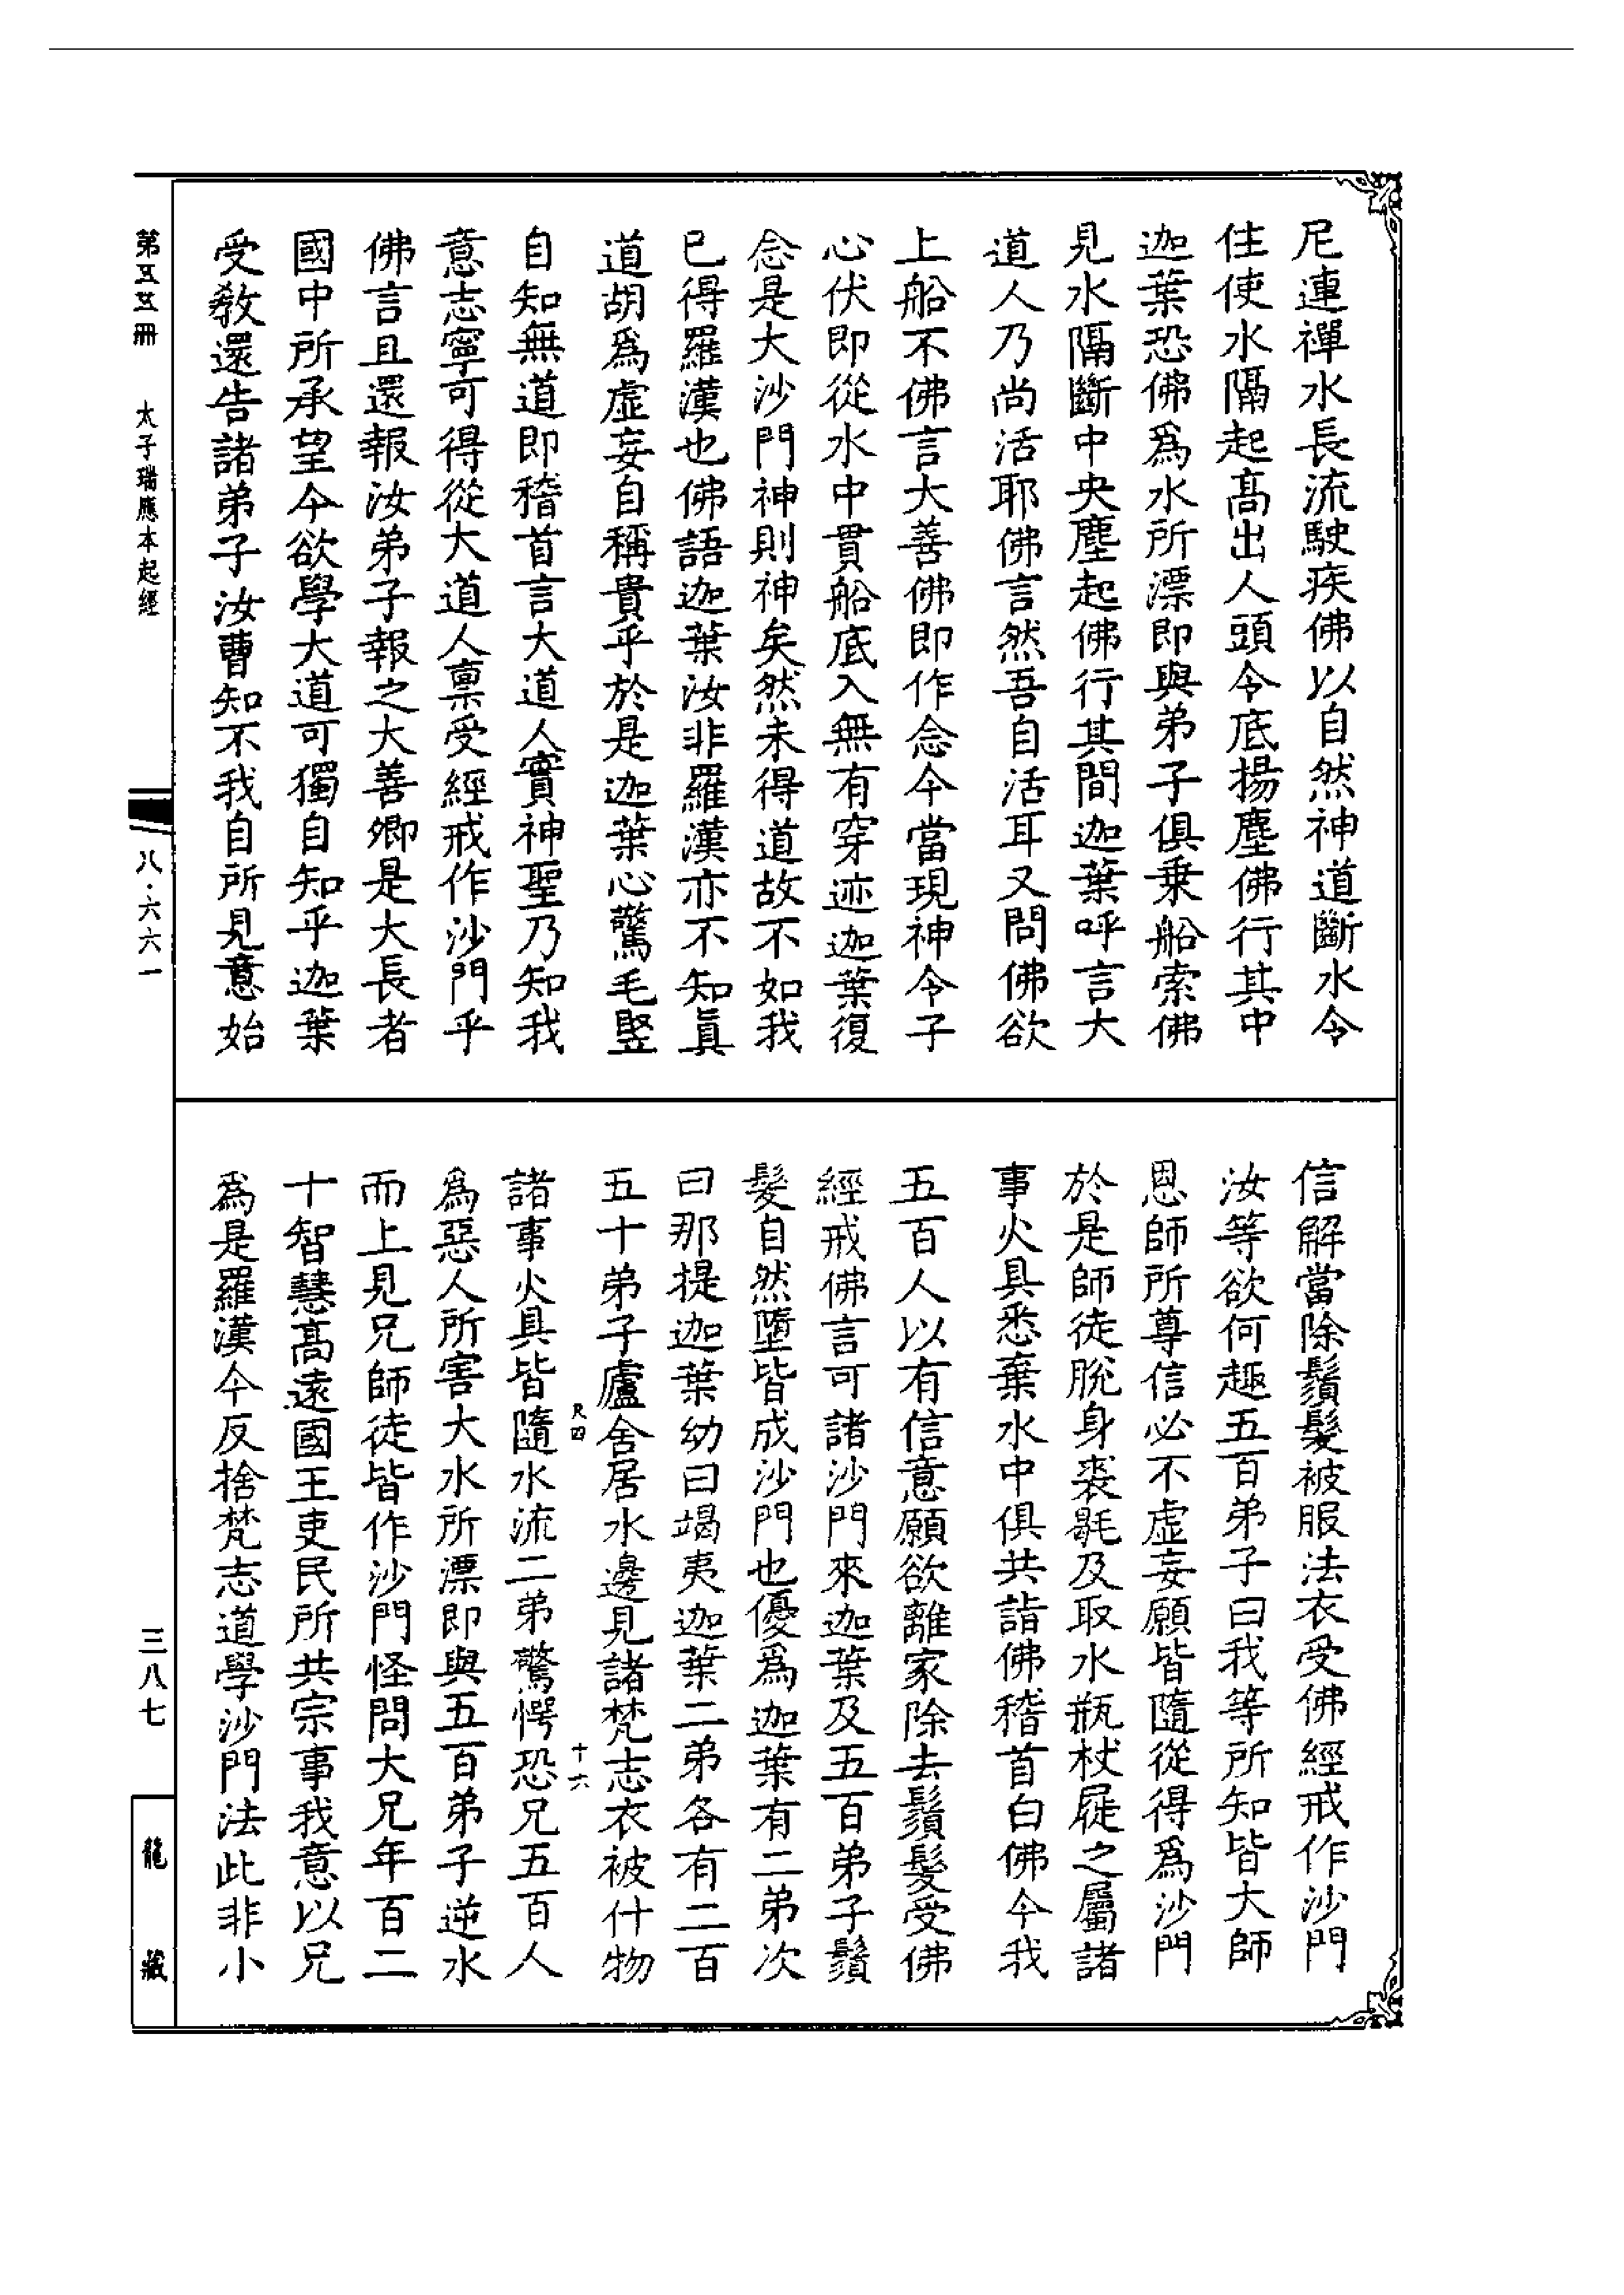 尼連禪水長流駛疾佛以自然神道斷水令
住使水隔起髙出人頭令底揚塵佛行其中
迦葉恐佛爲水所漂即與弟子俱乗船索佛
見水隔斷中央塵起佛行其間迦葉呼言大
道人乃尚活耶佛言然吾自活耳又問佛欲
上船不佛言大善佛即作念今當現神令子
心伏即從水中貫船底入無有穿迹迦葉復
念是大沙門神則神矣然未得道故不如我
已得羅漢也佛語迦葉汝非羅漢亦不知眞
道胡爲虛妄自稱貴乎於是迦葉心驚毛竪
自知無道即稽首言大道人實神聖乃知我
意志寧可得從大道人稟受經戒作沙門乎
佛言且還報汝弟子報之大善卿是大長者
國中所承望今欲學大道可獨自知乎迦葉
受敎還告諸弟子汝曹知不我自所見意始
信解當除鬚髮被服法衣受佛經戒作沙門
汝等欲何趣五百弟子曰我等所知皆大師
恩師所尊信必不虛妄願皆隨從得爲沙門
於是師徒脫身裘毼及取水瓶杖屣之屬諸
事火具悉棄水中俱共詣佛稽首白佛今我
五百人以有信意願欲離家除去鬚髮受佛
經戒佛言可諸沙門來迦葉及五百弟子鬚
髮自然墮皆成沙門也優爲迦葉有二弟次
曰那提迦葉幼曰竭夷迦葉二弟各有二百
五十弟子廬舍居水邊見諸梵志衣被什物
尺四
十六
諸事火具皆隨水流二弟驚愕恐兄五百人
爲惡人所害大水所漂即與五百弟子逆水
而上見兄師徒皆作沙門怪問大兄年百二
十智慧髙遠國王吏民所共宗事我意以兄
爲是羅漢今反捨梵志道學沙門法此非小
第五五冊
太子瑞應本起經
八·六六一
三八七
龍藏